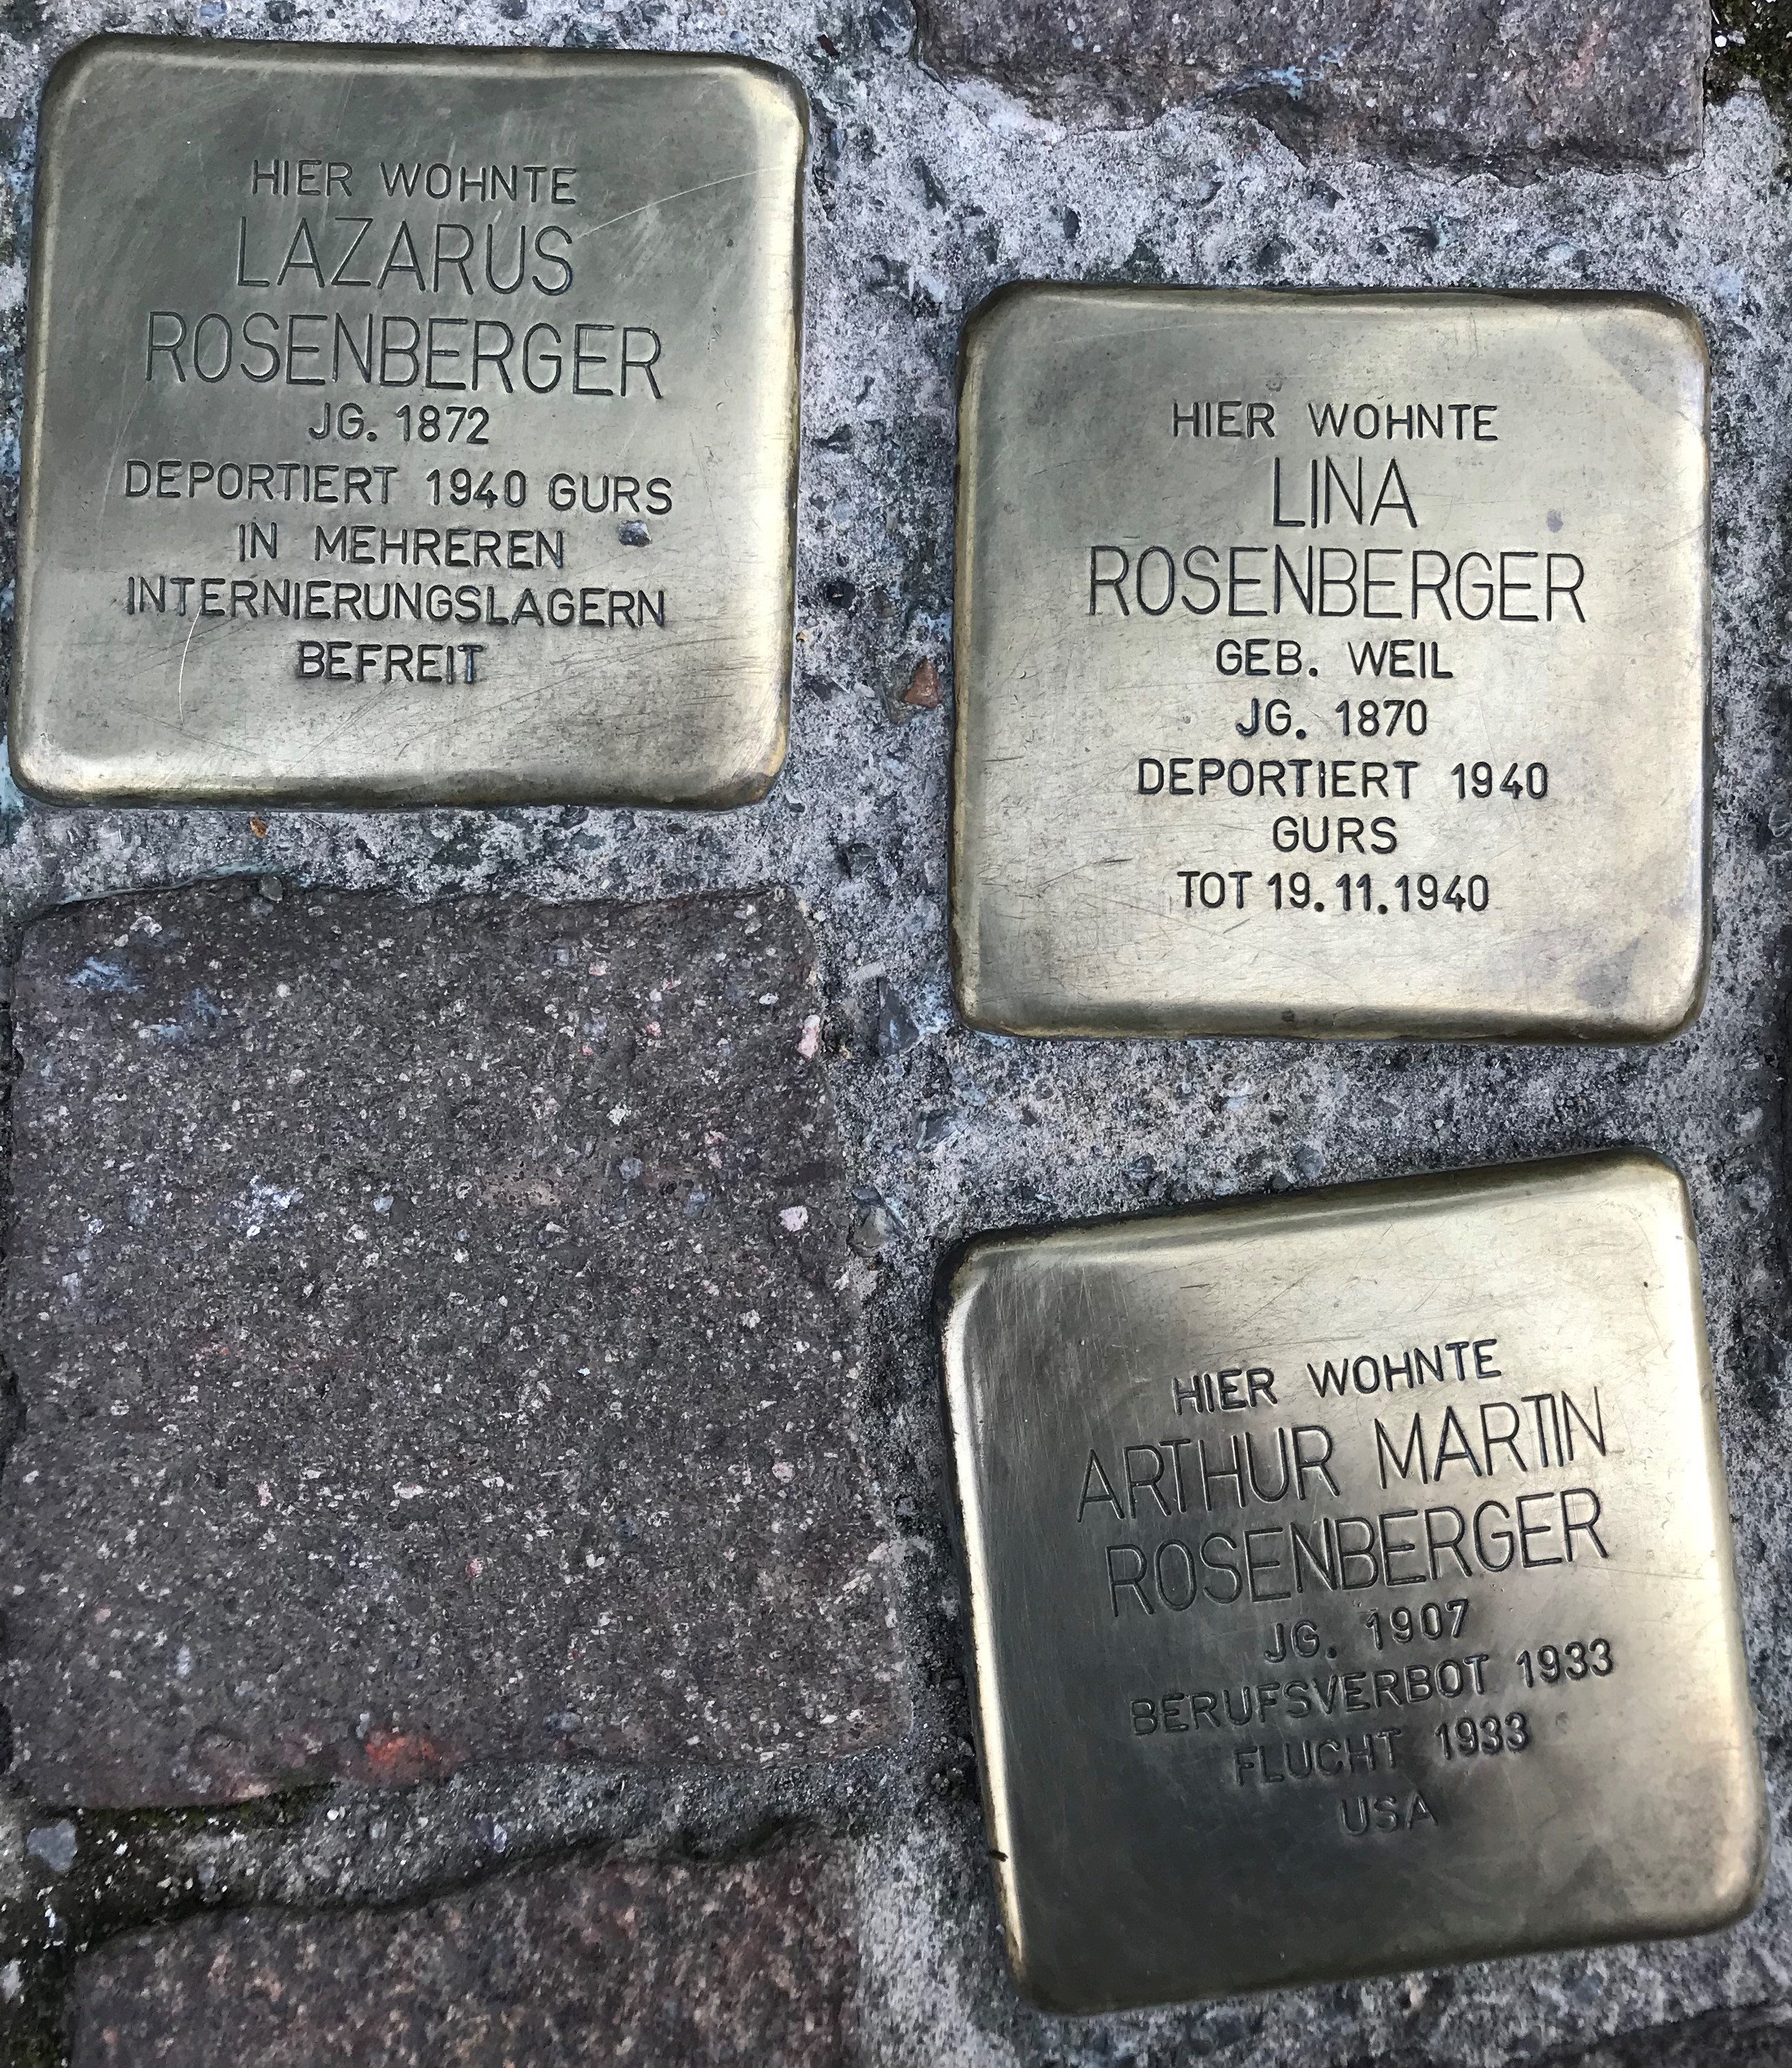 HIER WOHNTE
LAZARUS
ROSENBERGER
JG. 1872
DEPORTIERT 1940 GURS
IN MEHREREN
INTERNIERUNGSLAGERN
BEFREIT
HIER WOHNTE
LINA
ROSENBERGER
GEB. WEIL
JG. 1870
DEPORTIERT 1940
GURS
TOT 19.11.1940
HIER WOHNTE
ARTHUR MARTIN
ROSENBERGER
JG. 1907
BERUFSVERBOT 1933
FLUCHT 1933
USA